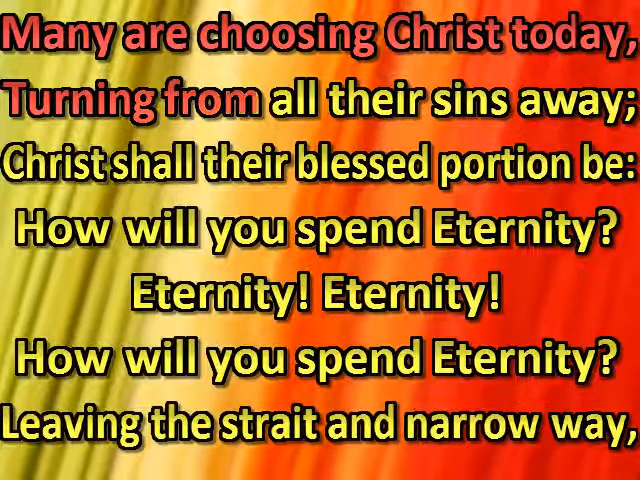 Many are choosing Christ today,
Turning from all their sins away;
Christ shall their blessed portion be:
How will you spend Eternity?
Eternity! Eternity!
How will you spend Eternity?
Leaving the strait and narrow way,